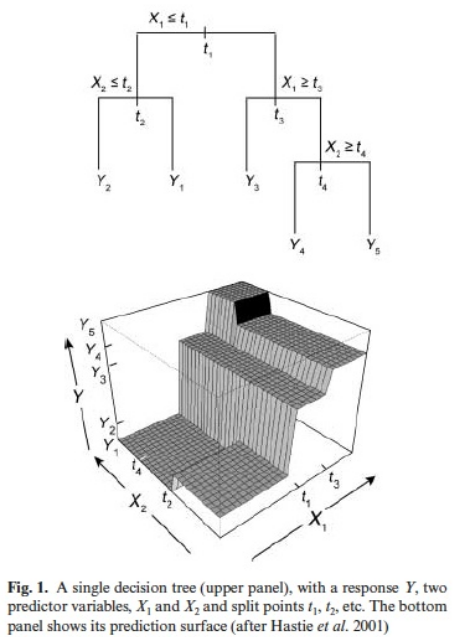 X₁ ≤ t₁
t₁
X₂ ≤ t₂
X₁ ≥ t₃
t₂
t₃
X₂ ≥ t₄
Y₂
Y₁
Y₃
t₄
Y₄
Y₅
Y₅
Y₄
Y₃
Y
Y₂
Y₁
t₄
t₂
X₂
t₃
t₁
X₁
Fig. 1. A single decision tree (upper panel), with a response Y, two
predictor variables, X₁ and X₂ and split points t₁, t₂, etc. The bottom
panel shows its prediction surface (after Hastie et al. 2001)